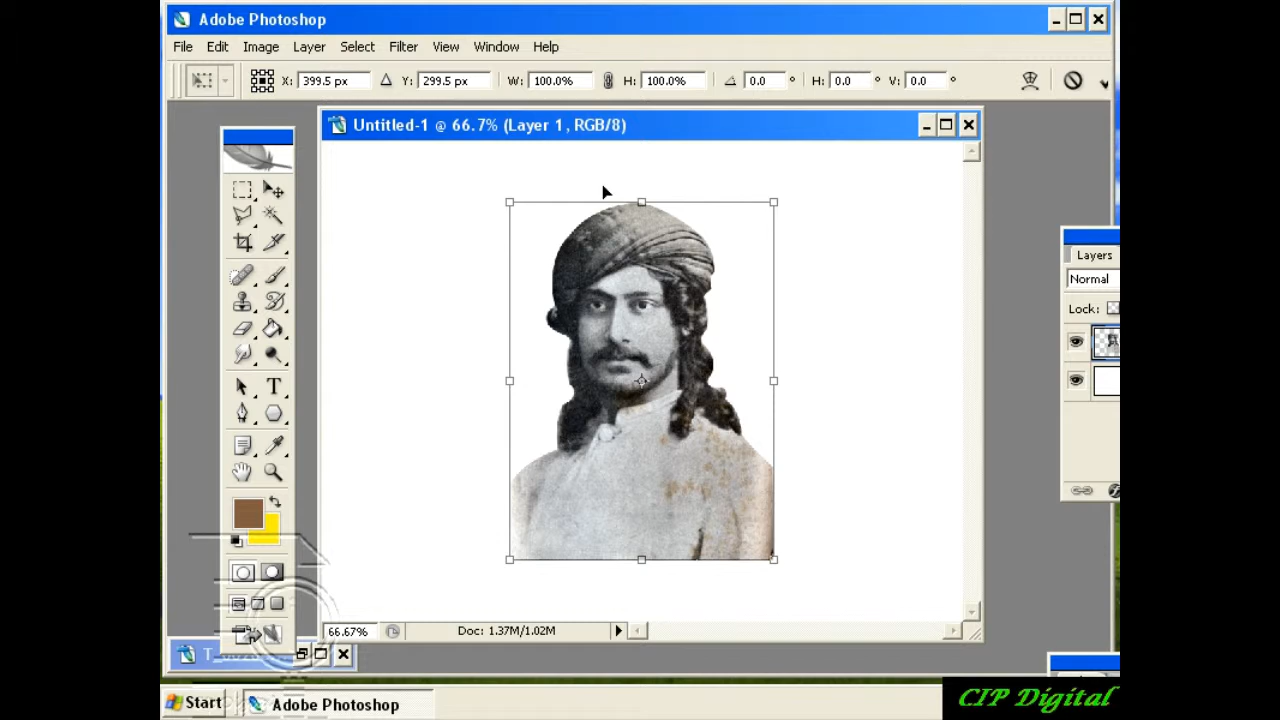 Adobe Photoshop
File Edit Image Layer Select Filter View Window Help
X: 399.5 px Y: 299.5 px W: 100.0% H: 100.0% 0.0 ° H: 0.0 ° V: 0.0 °
Untitled-1 @ 66.7% (Layer 1, RGB/8)
Layers
Normal
Lock:
T
66.67% Doc: 1.37M/1.02M
Start Adobe Photoshop
CIP Digital